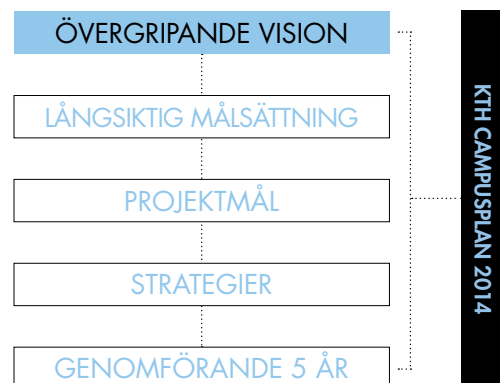 ÖVERGRIPANDE VISION
LÅNGSIKTIG MÅLSÄTTNING
PROJEKTMÅL
STRATEGIER
GENOMFÖRANDE 5 ÅR
KTH CAMPUSPLAN 2014